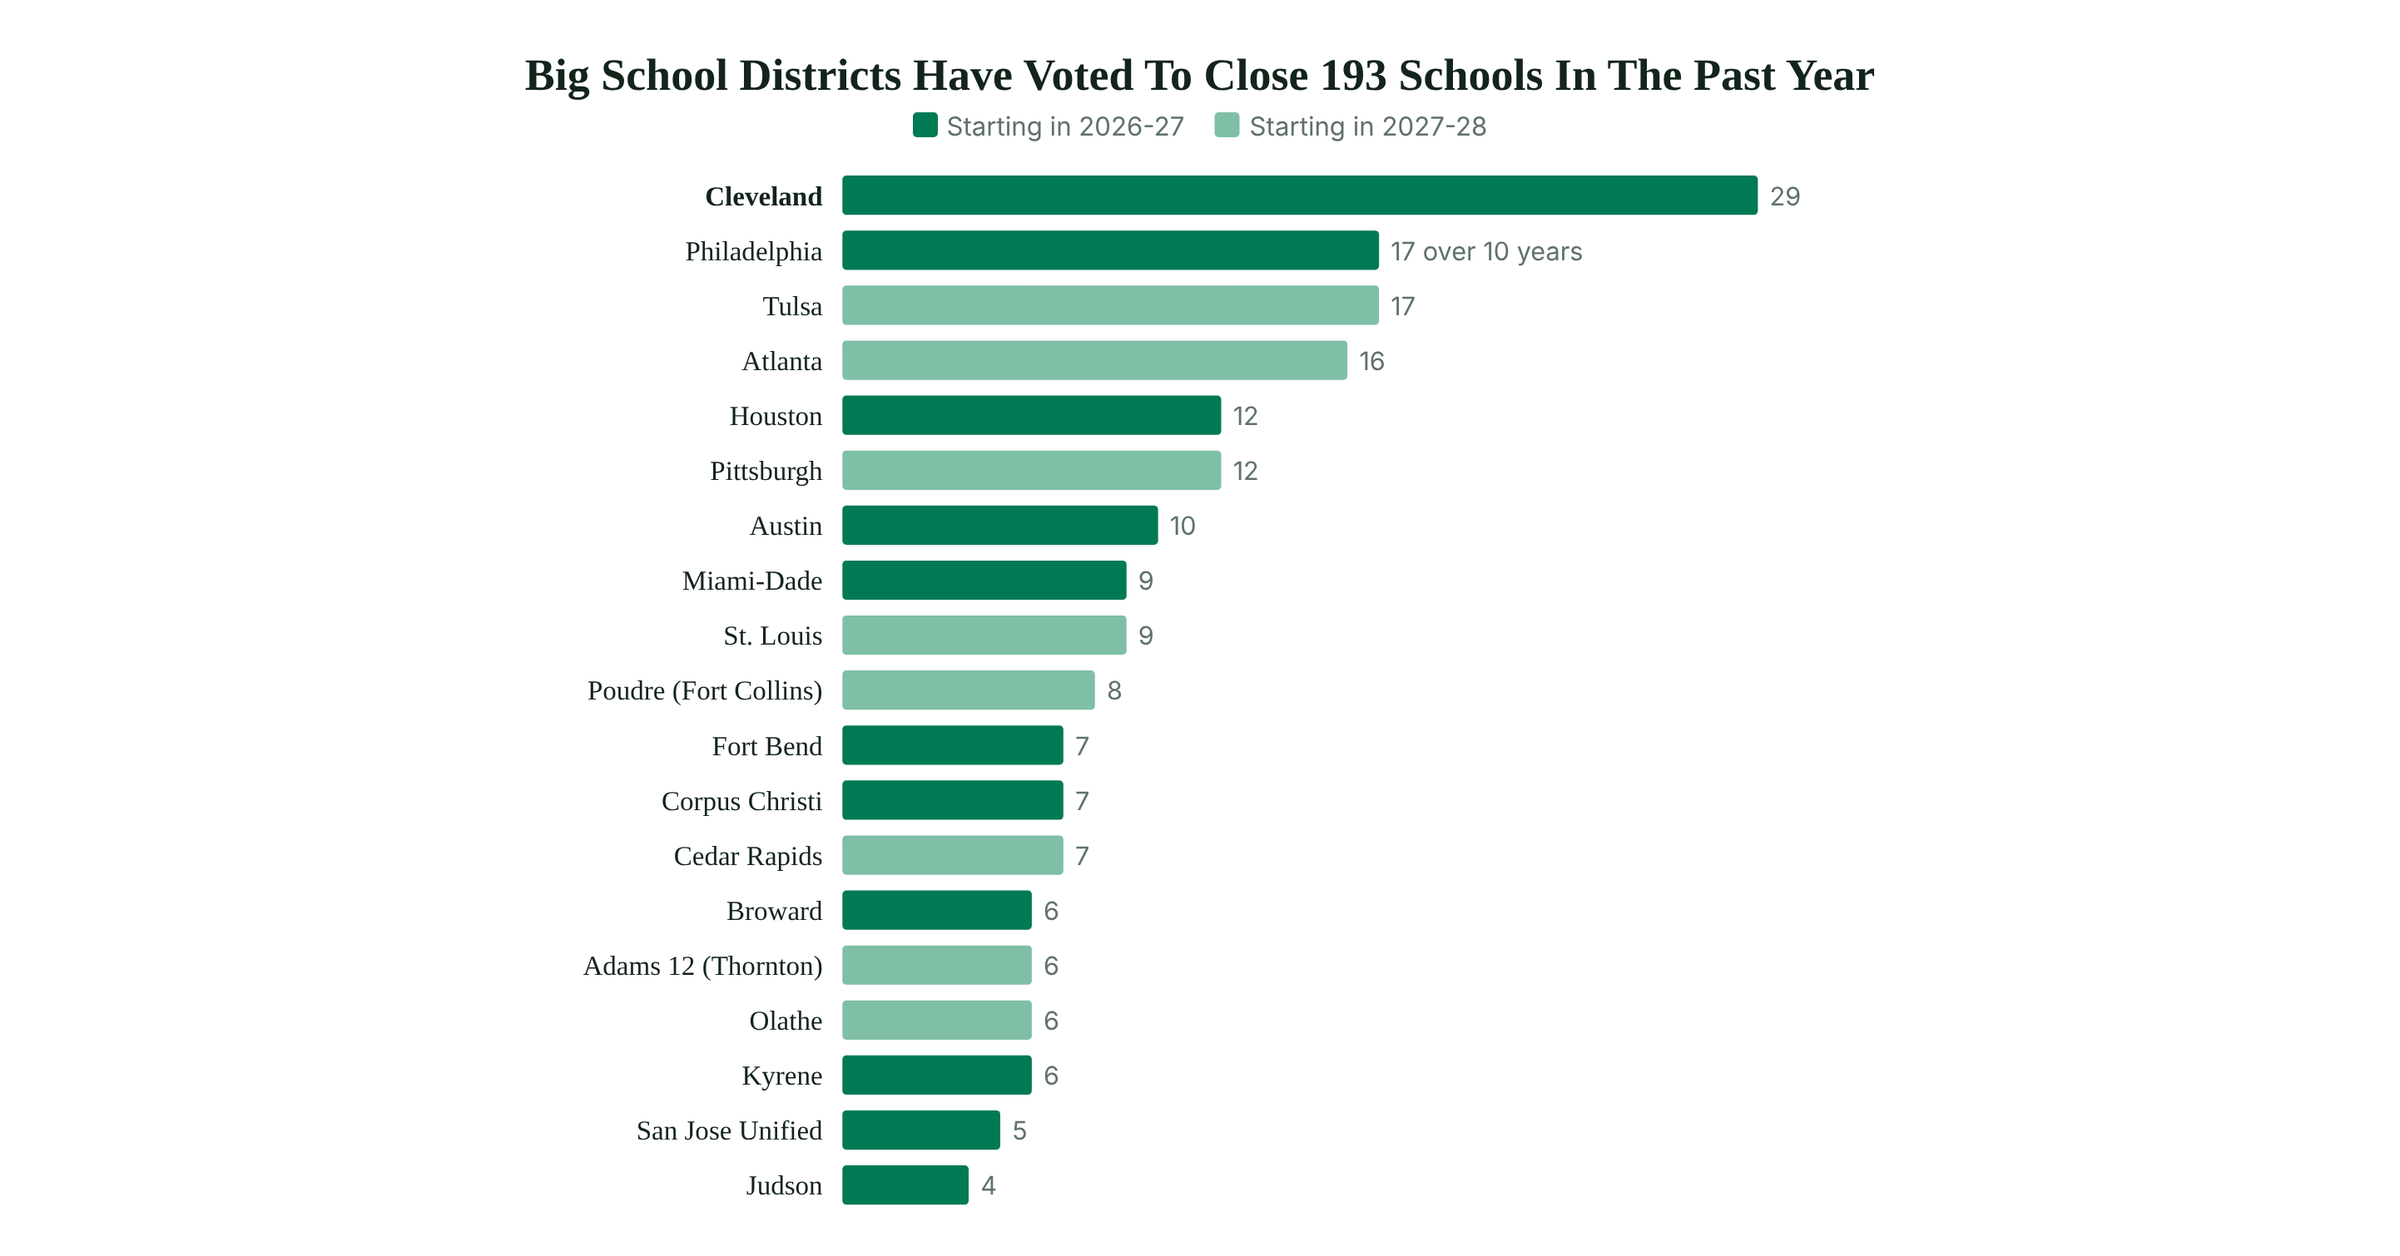 Big School Districts Have Voted To Close 193 Schools In The Past Year
Starting in 2026-27 Starting in 2027-28
Cleveland 29
Philadelphia 17 over 10 years
Tulsa 17
Atlanta 16
Houston 12
Pittsburgh 12
Austin 10
Miami-Dade 9
St. Louis 9
Poudre (Fort Collins) 8
Fort Bend 7
Corpus Christi 7
Cedar Rapids 7
Broward 6
Adams 12 (Thornton) 6
Olathe 6
Kyrene 6
San Jose Unified 5
Judson 4